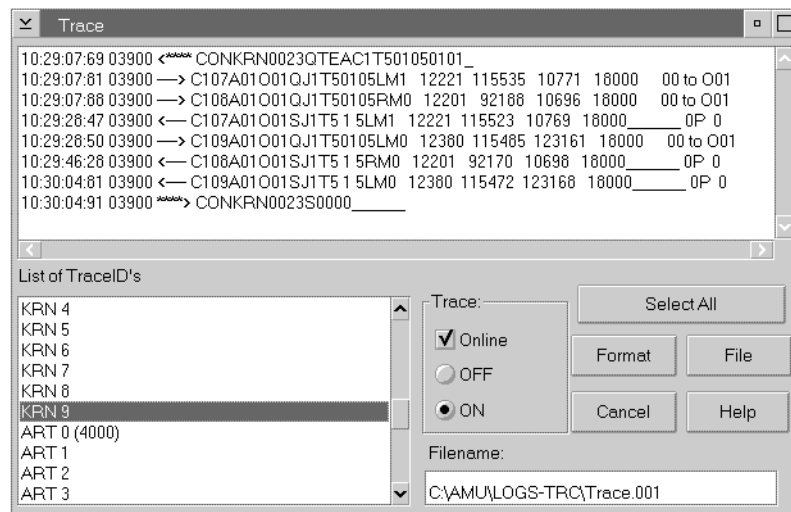 Trace
10:29:07:69 03900 <**** CONKRN0023QTEAC1T501050101_
10:29:07:81 03900 —> C107A01O01QJ1T50105LM1 12221 115535 10771 18000 00 to O01
10:29:07:88 03900 —> C108A01O01QJ1T50105RM0 12201 92188 10696 18000 00 to O01
10:29:28:47 03900 <— C107A01O01SJ1T5 1 5LM1 12221 115523 10769 18000______ 0P 0
10:29:28:50 03900 —> C109A01O01QJ1T50105LM0 12380 115485 123161 18000 00 to O01
10:29:46:28 03900 <— C108A01O01SJ1T5 1 5RM0 12201 92170 10698 18000______ 0P 0
10:30:04:81 03900 <— C109A01O01SJ1T5 1 5LM0 12380 115472 123168 18000______ 0P 0
10:30:04:91 03900 ****> CONKRN0023S0000______
List of TraceID's
KRN 4
KRN 5
KRN 6
KRN 7
KRN 8
KRN 9
ART 0 (4000)
ART 1
ART 2
ART 3
Trace:
Online
OFF
ON
Select All
Format
File
Cancel
Help
Filename:
C:\AMU\LOGS-TRC\Trace.001